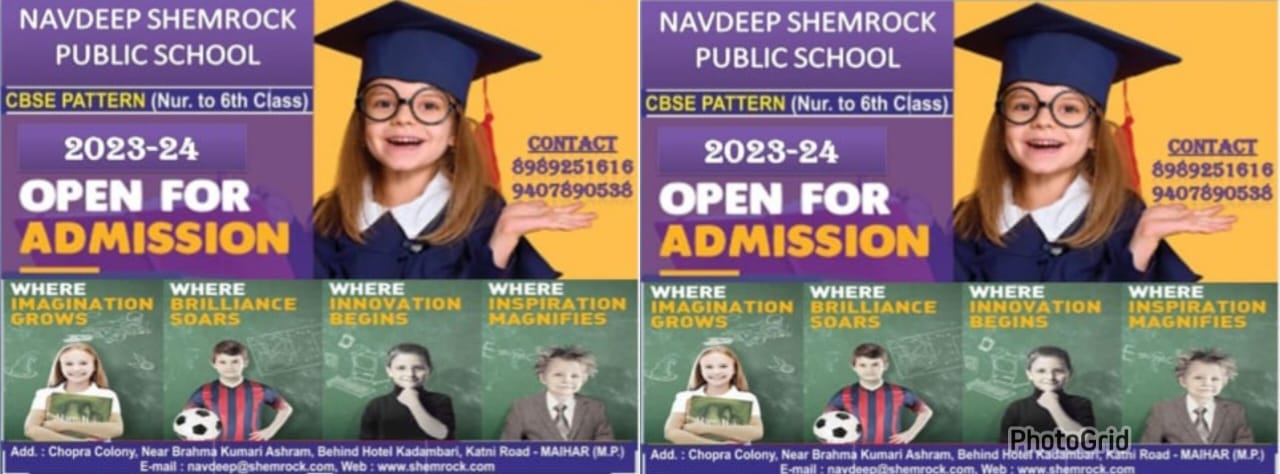 NAVDEEP SHEMROCK
PUBLIC SCHOOL
CBSE PATTERN (Nur. to 6th Class)
2023-24
OPEN FOR
ADMISSION
CONTACT
8989251616
9407890538
WHERE
IMAGINATION
GROWS
WHERE
BRILLIANCE
SOARS
WHERE
INNOVATION
BEGINS
WHERE
INSPIRATION
MAGNIFIES
Add. : Chopra Colony, Near Brahma Kumari Ashram, Behind Hotel Kadambari, Katni Road - MAIHAR (M.P.)
E-mail : navdeep@shemrock.com, Web : www.shemrock.com
NAVDEEP SHEMROCK
PUBLIC SCHOOL
CBSE PATTERN (Nur. to 6th Class)
2023-24
OPEN FOR
ADMISSION
CONTACT
8989251616
9407890538
WHERE
IMAGINATION
GROWS
WHERE
BRILLIANCE
SOARS
WHERE
INNOVATION
BEGINS
WHERE
INSPIRATION
MAGNIFIES
Add. : Chopra Colony, Near Brahma Kumari Ashram, Behind Hotel Kadambari, Katni Road - MAIHAR (M.P.)
E-mail : navdeep@shemrock.com, Web : www.shemrock.com
PhotoGrid